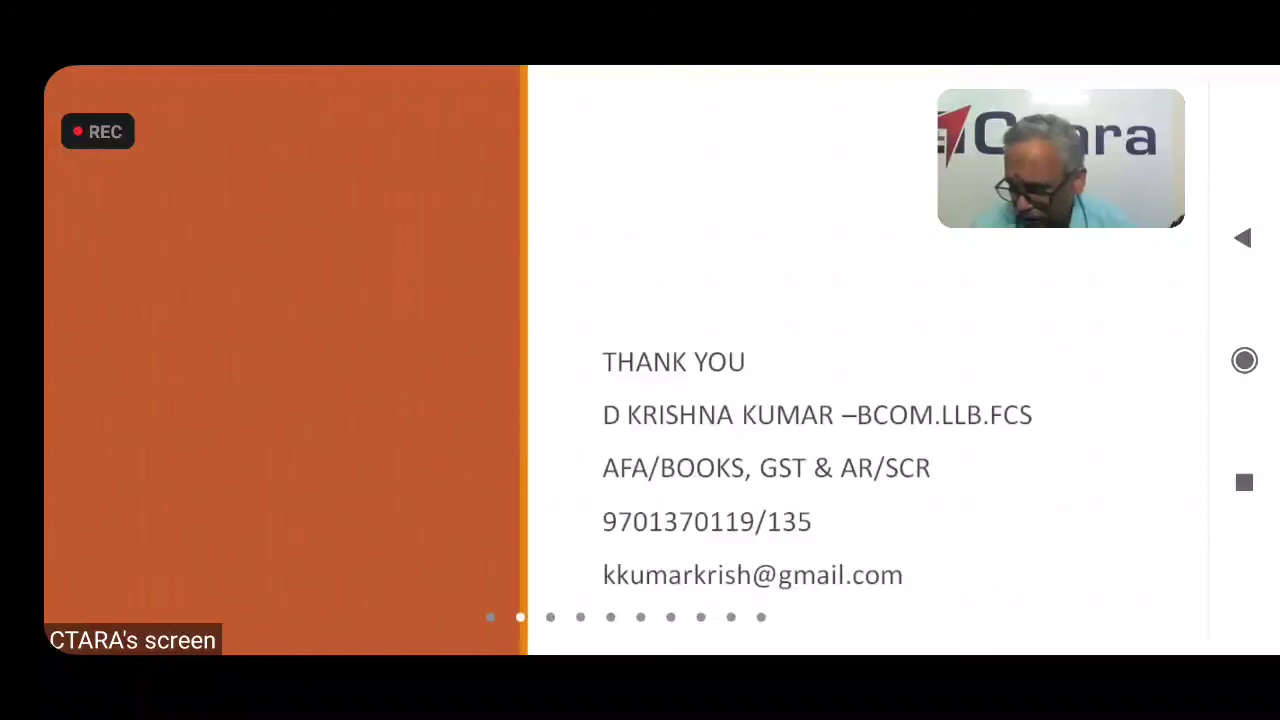 REC
Ctara
THANK YOU
D KRISHNA KUMAR –BCOM.LLB.FCS
AFA/BOOKS, GST & AR/SCR
9701370119/135
kkumarkrish@gmail.com
CTARA's screen